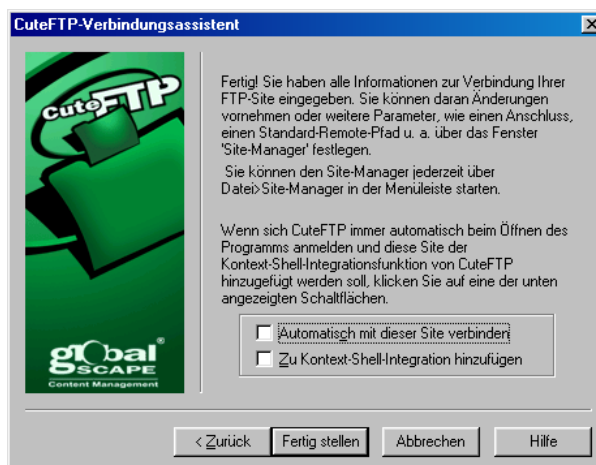 CuteFTP-Verbindungsassistent
cuteFTP
Fertig! Sie haben alle Informationen zur Verbindung Ihrer
FTP-Site eingegeben. Sie können daran Änderungen
vornehmen oder weitere Parameter, wie einen Anschluss,
einen Standard-Remote-Pfad u. a. über das Fenster
'Site-Manager' festlegen.
Sie können den Site-Manager jederzeit über
Datei>Site-Manager in der Menüleiste starten.
Wenn sich CuteFTP immer automatisch beim Öffnen des
Programms anmelden und diese Site der
Kontext-Shell-Integrationsfunktion von CuteFTP
hinzugefügt werden soll, klicken Sie auf eine der unten
angezeigten Schaltflächen.
Automatisch mit dieser Site verbinden
Zu Kontext-Shell-Integration hinzufügen
global®
SCAPE
Content Management
< Zurück Fertig stellen Abbrechen Hilfe